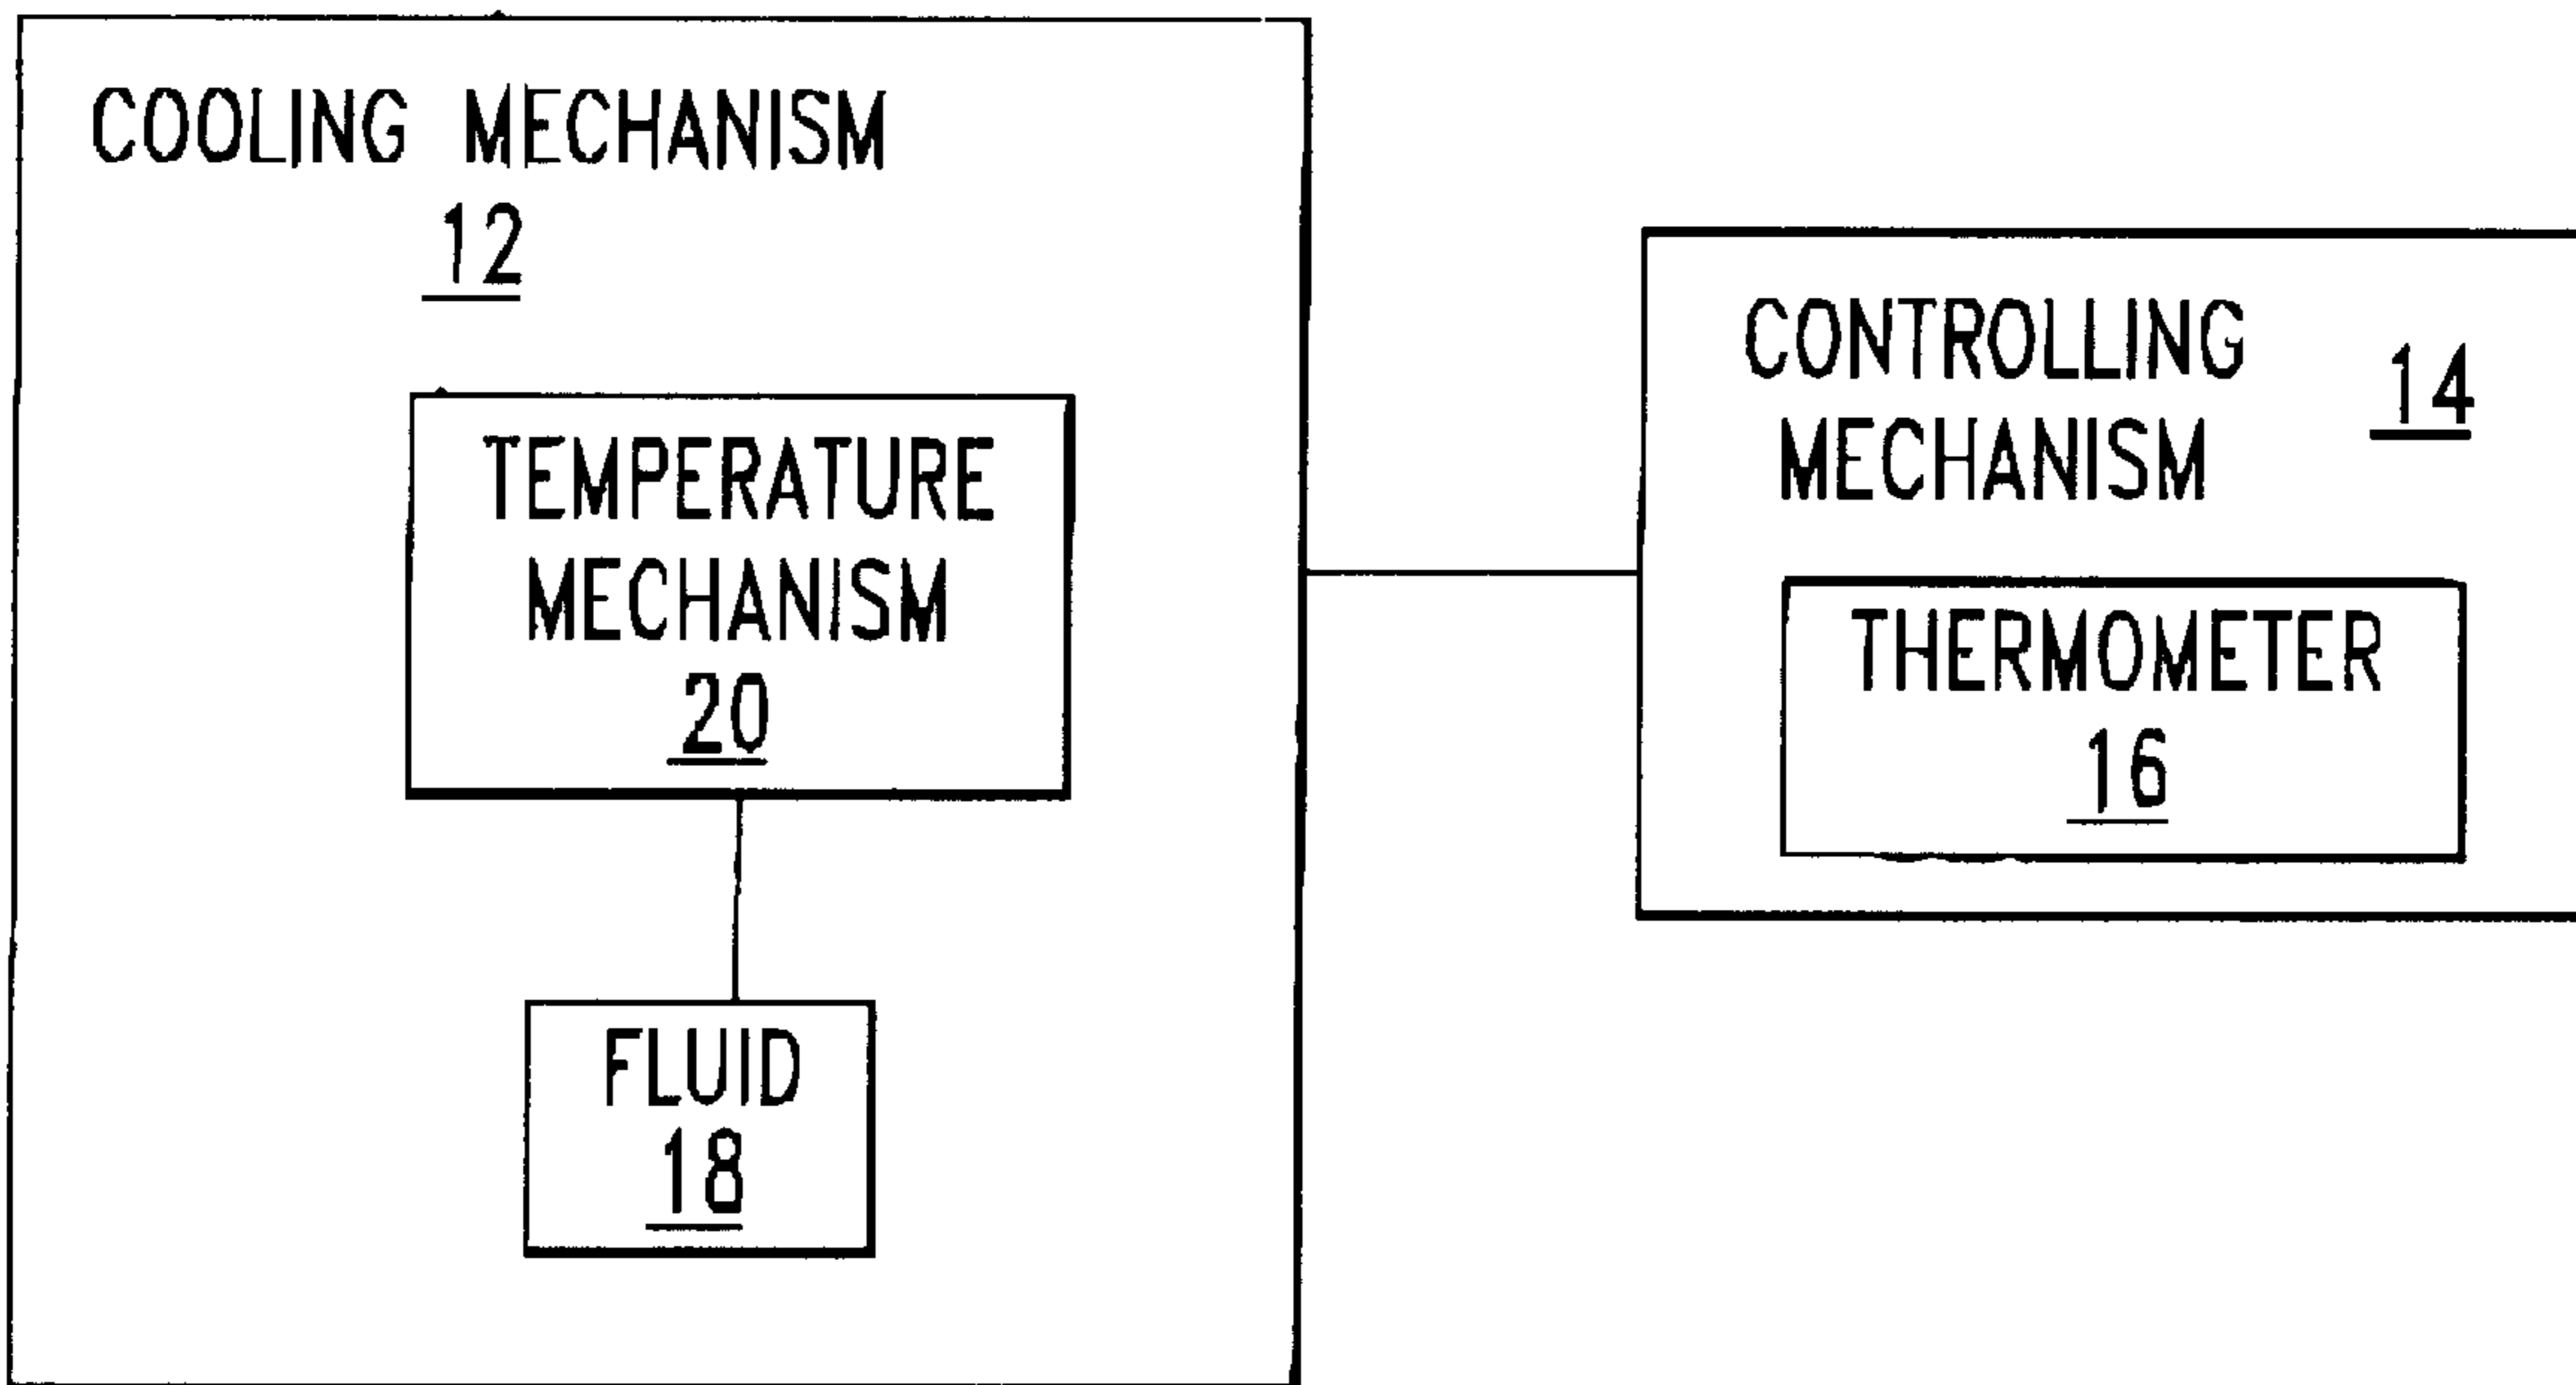 COOLING MECHANISM
12
TEMPERATURE
MECHANISM
20
FLUID
18
CONTROLLING
MECHANISM
14
THERMOMETER
16